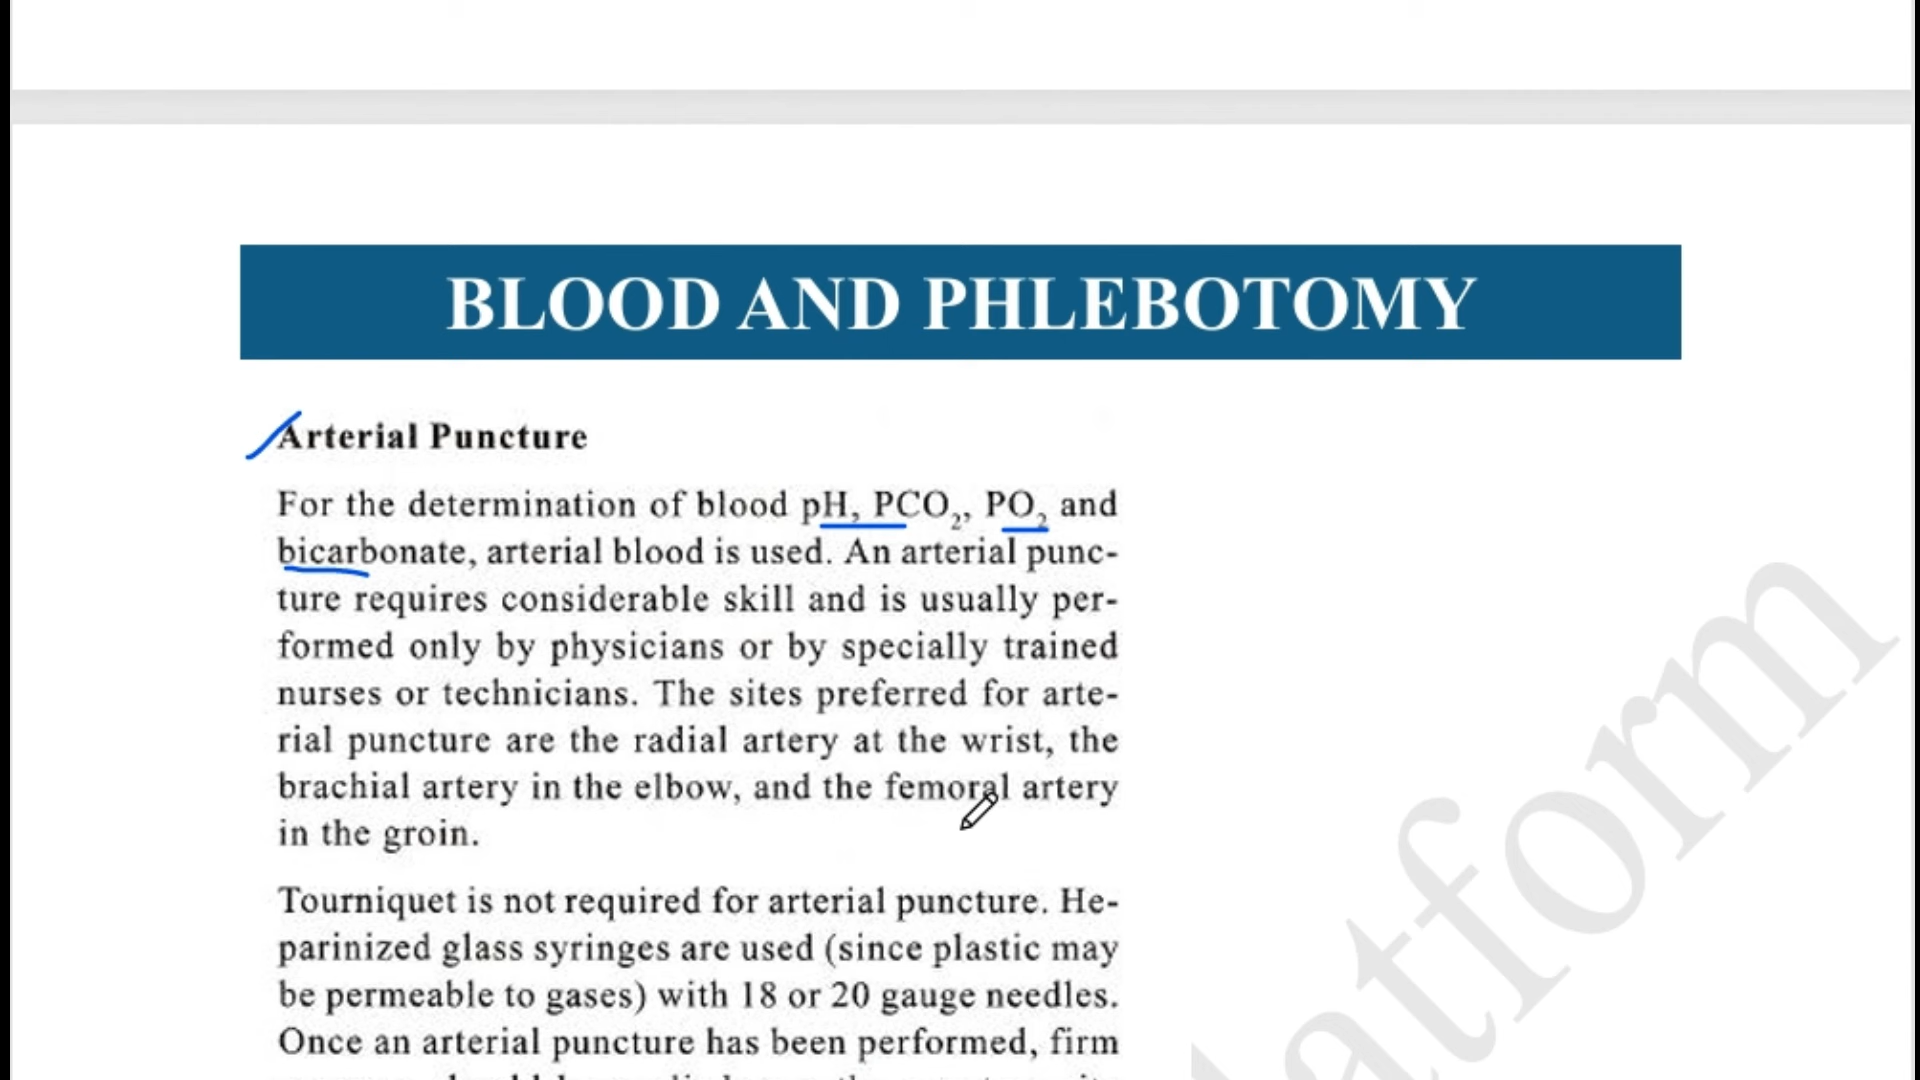 BLOOD AND PHLEBOTOMY
Arterial Puncture
For the determination of blood pH, PCO₂, PO₂ and
bicarbonate, arterial blood is used. An arterial punc-
ture requires considerable skill and is usually per-
formed only by physicians or by specially trained
nurses or technicians. The sites preferred for arte-
rial puncture are the radial artery at the wrist, the
brachial artery in the elbow, and the femoral artery
in the groin.
Tourniquet is not required for arterial puncture. He-
parinized glass syringes are used (since plastic may
be permeable to gases) with 18 or 20 gauge needles.
Once an arterial puncture has been performed, firm
latform